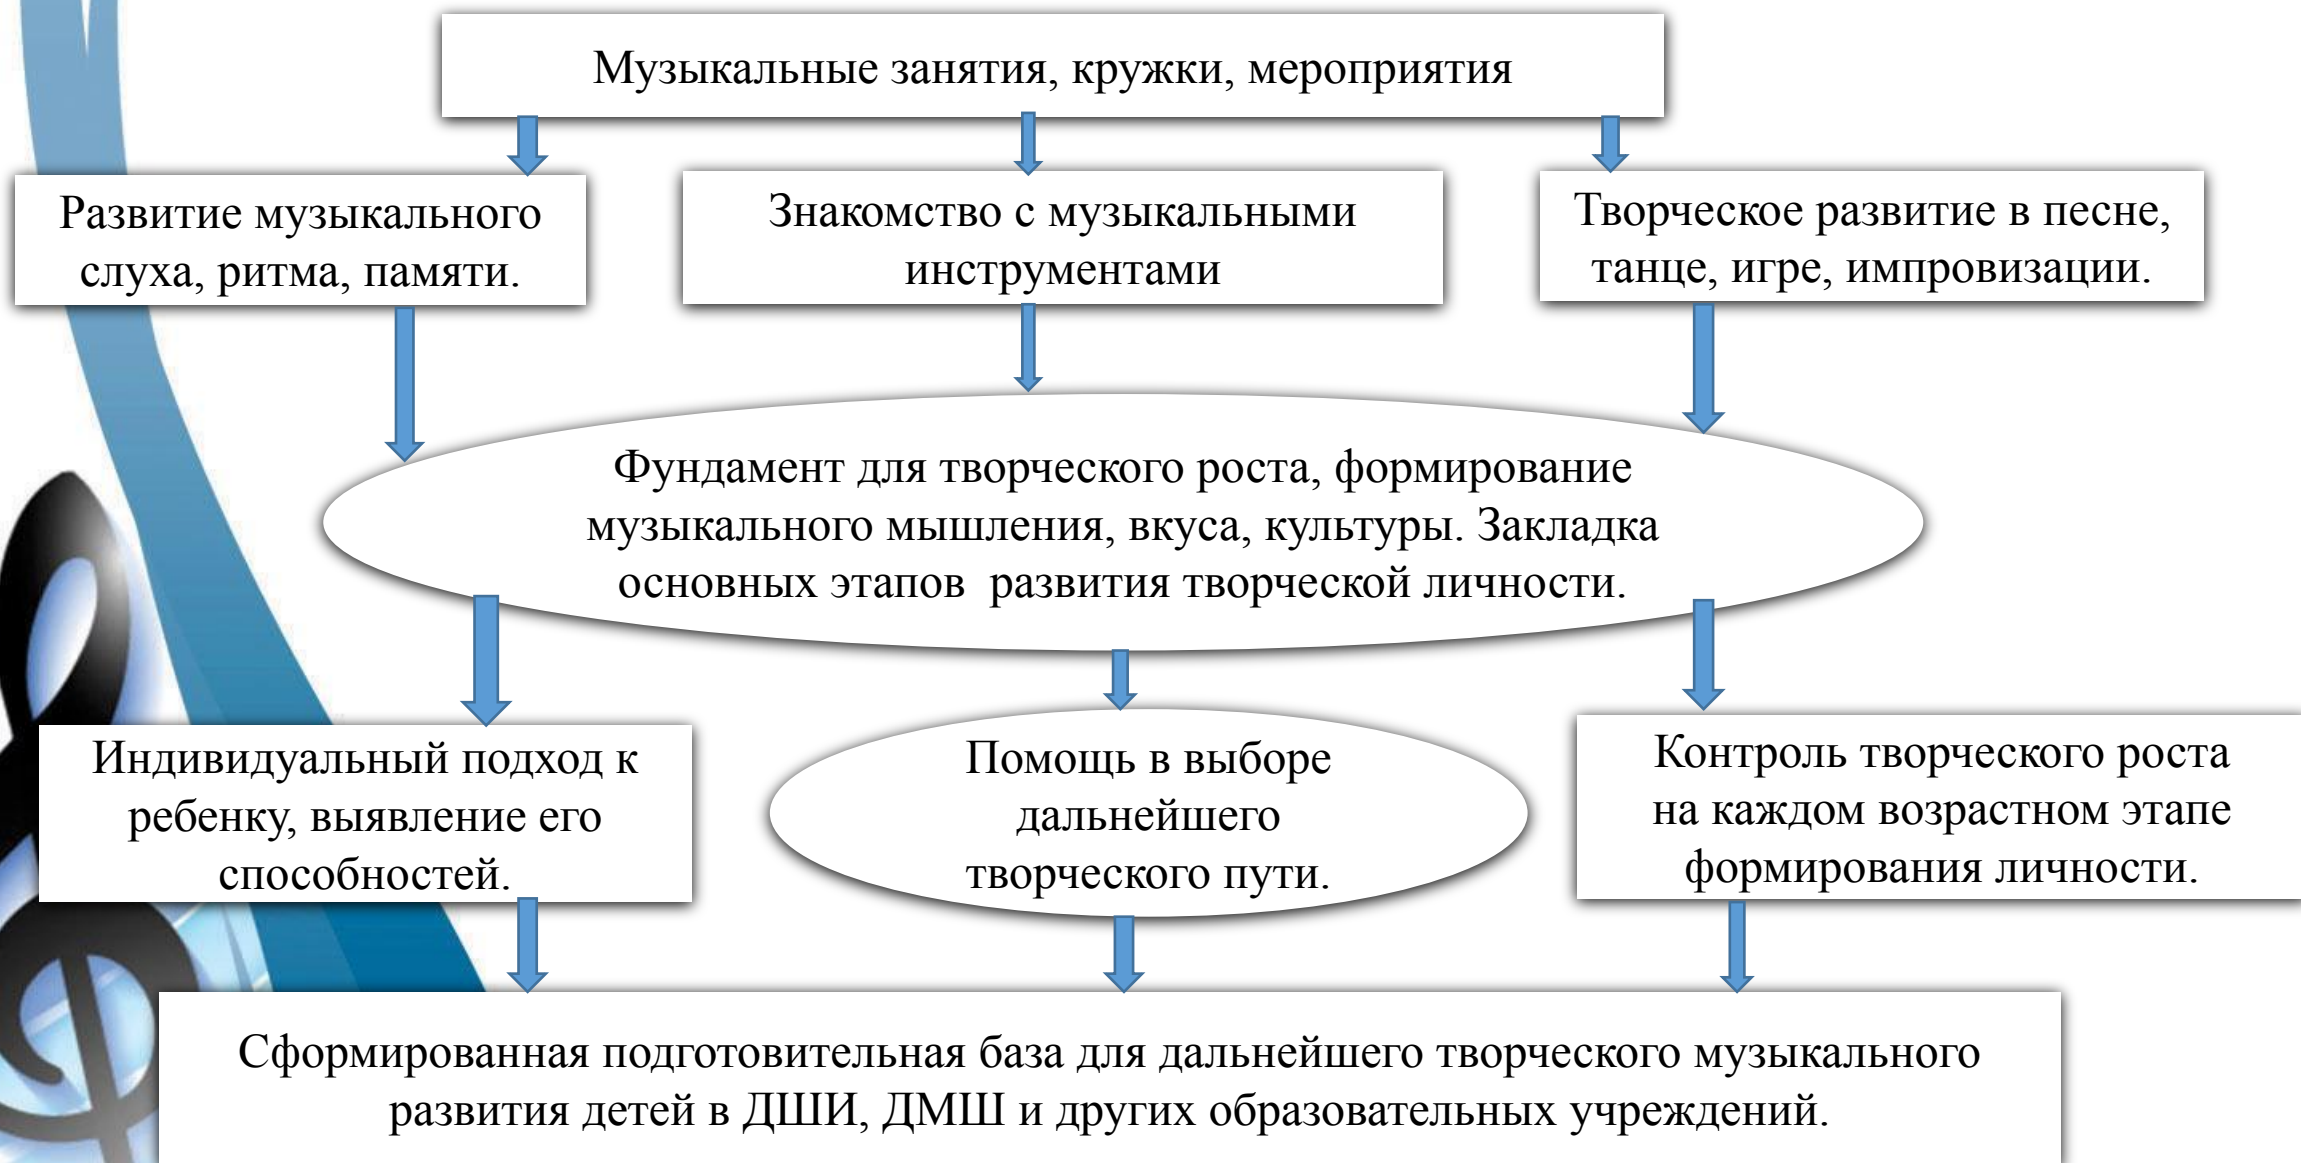 Музыкальные занятия, кружки, мероприятия
Развитие музыкального
слуха, ритма, памяти.
Знакомство с музыкальными
инструментами
Творческое развитие в песне,
танце, игре, импровизации.
Фундамент для творческого роста, формирование
музыкального мышления, вкуса, культуры. Закладка
основных этапов  развития творческой личности.
Индивидуальный подход к
ребенку, выявление его
способностей.
Помощь в выборе
дальнейшего
творческого пути.
Контроль творческого роста
на каждом возрастном этапе
формирования личности.
Сформированная подготовительная база для дальнейшего творческого музыкального
развития детей в ДШИ, ДМШ и других образовательных учреждений.